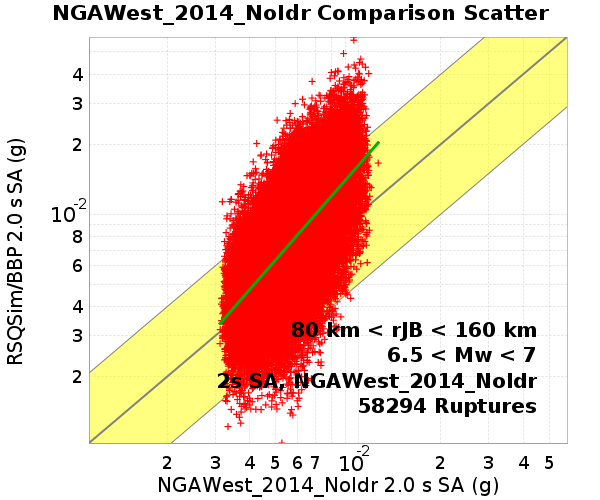 NGAWest_2014_NoIdr Comparison Scatter
RSQSim/BBP 2.0 s SA (g)
4
3
2
10-2
8
6
4
3
2
80 km < rJB < 160 km
6.5 < Mw < 7
2s SA, NGAWest_2014_NoIdr
58294 Ruptures
2 3 4 5 6 7 10-2 2 3 4 5
NGAWest_2014_NoIdr 2.0 s SA (g)